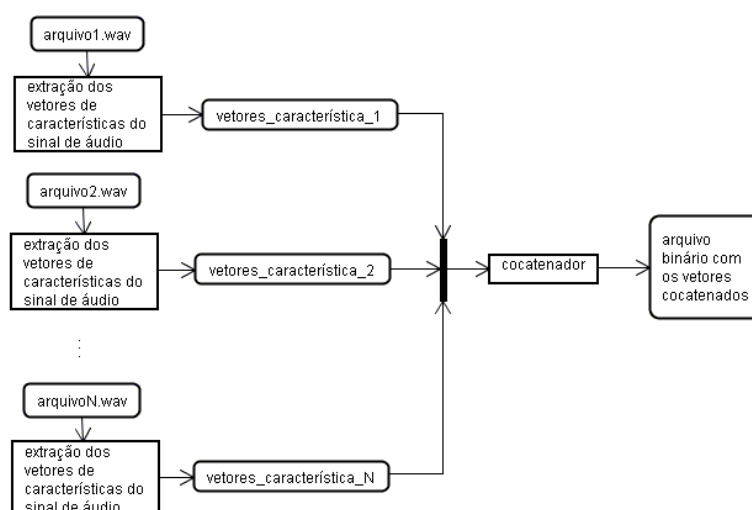 arquivo1.wav
extração dos
vetores de
características do
sinal de áudio
vetores_característica_1
arquivo2.wav
extração dos
vetores de
características do
sinal de áudio
vetores_característica_2
cocatenador
arquivo
binário com
os vetores
cocatenados
arquivoN.wav
extração dos
vetores de
características do
sinal de áudio
vetores_característica_N